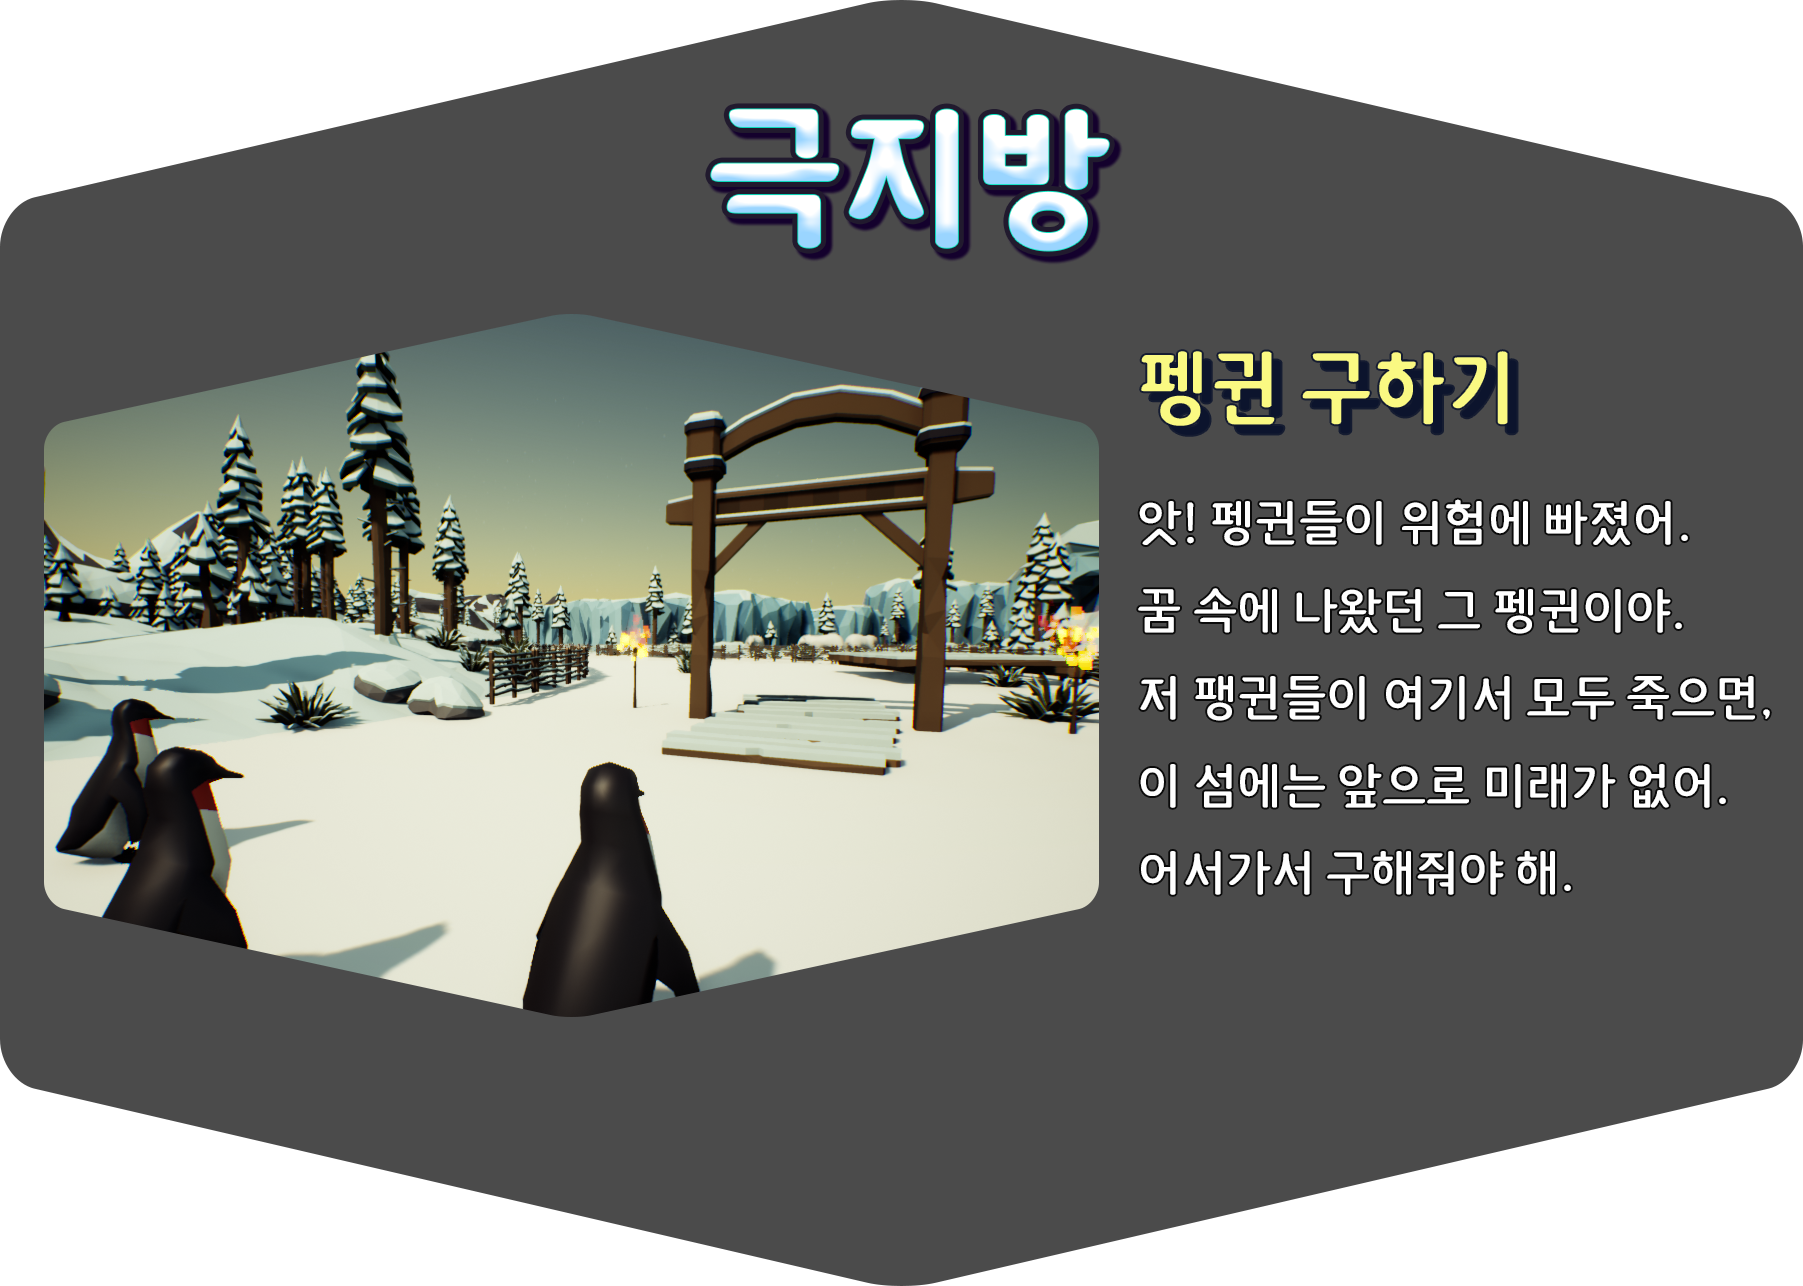 극지방
펭귄 구하기
앗! 펭귄들이 위험에 빠졌어.
꿈 속에 나왔던 그 펭귄이야.
저 팽귄들이 여기서 모두 죽으면,
이 섬에는 앞으로 미래가 없어.
어서가서 구해줘야 해.